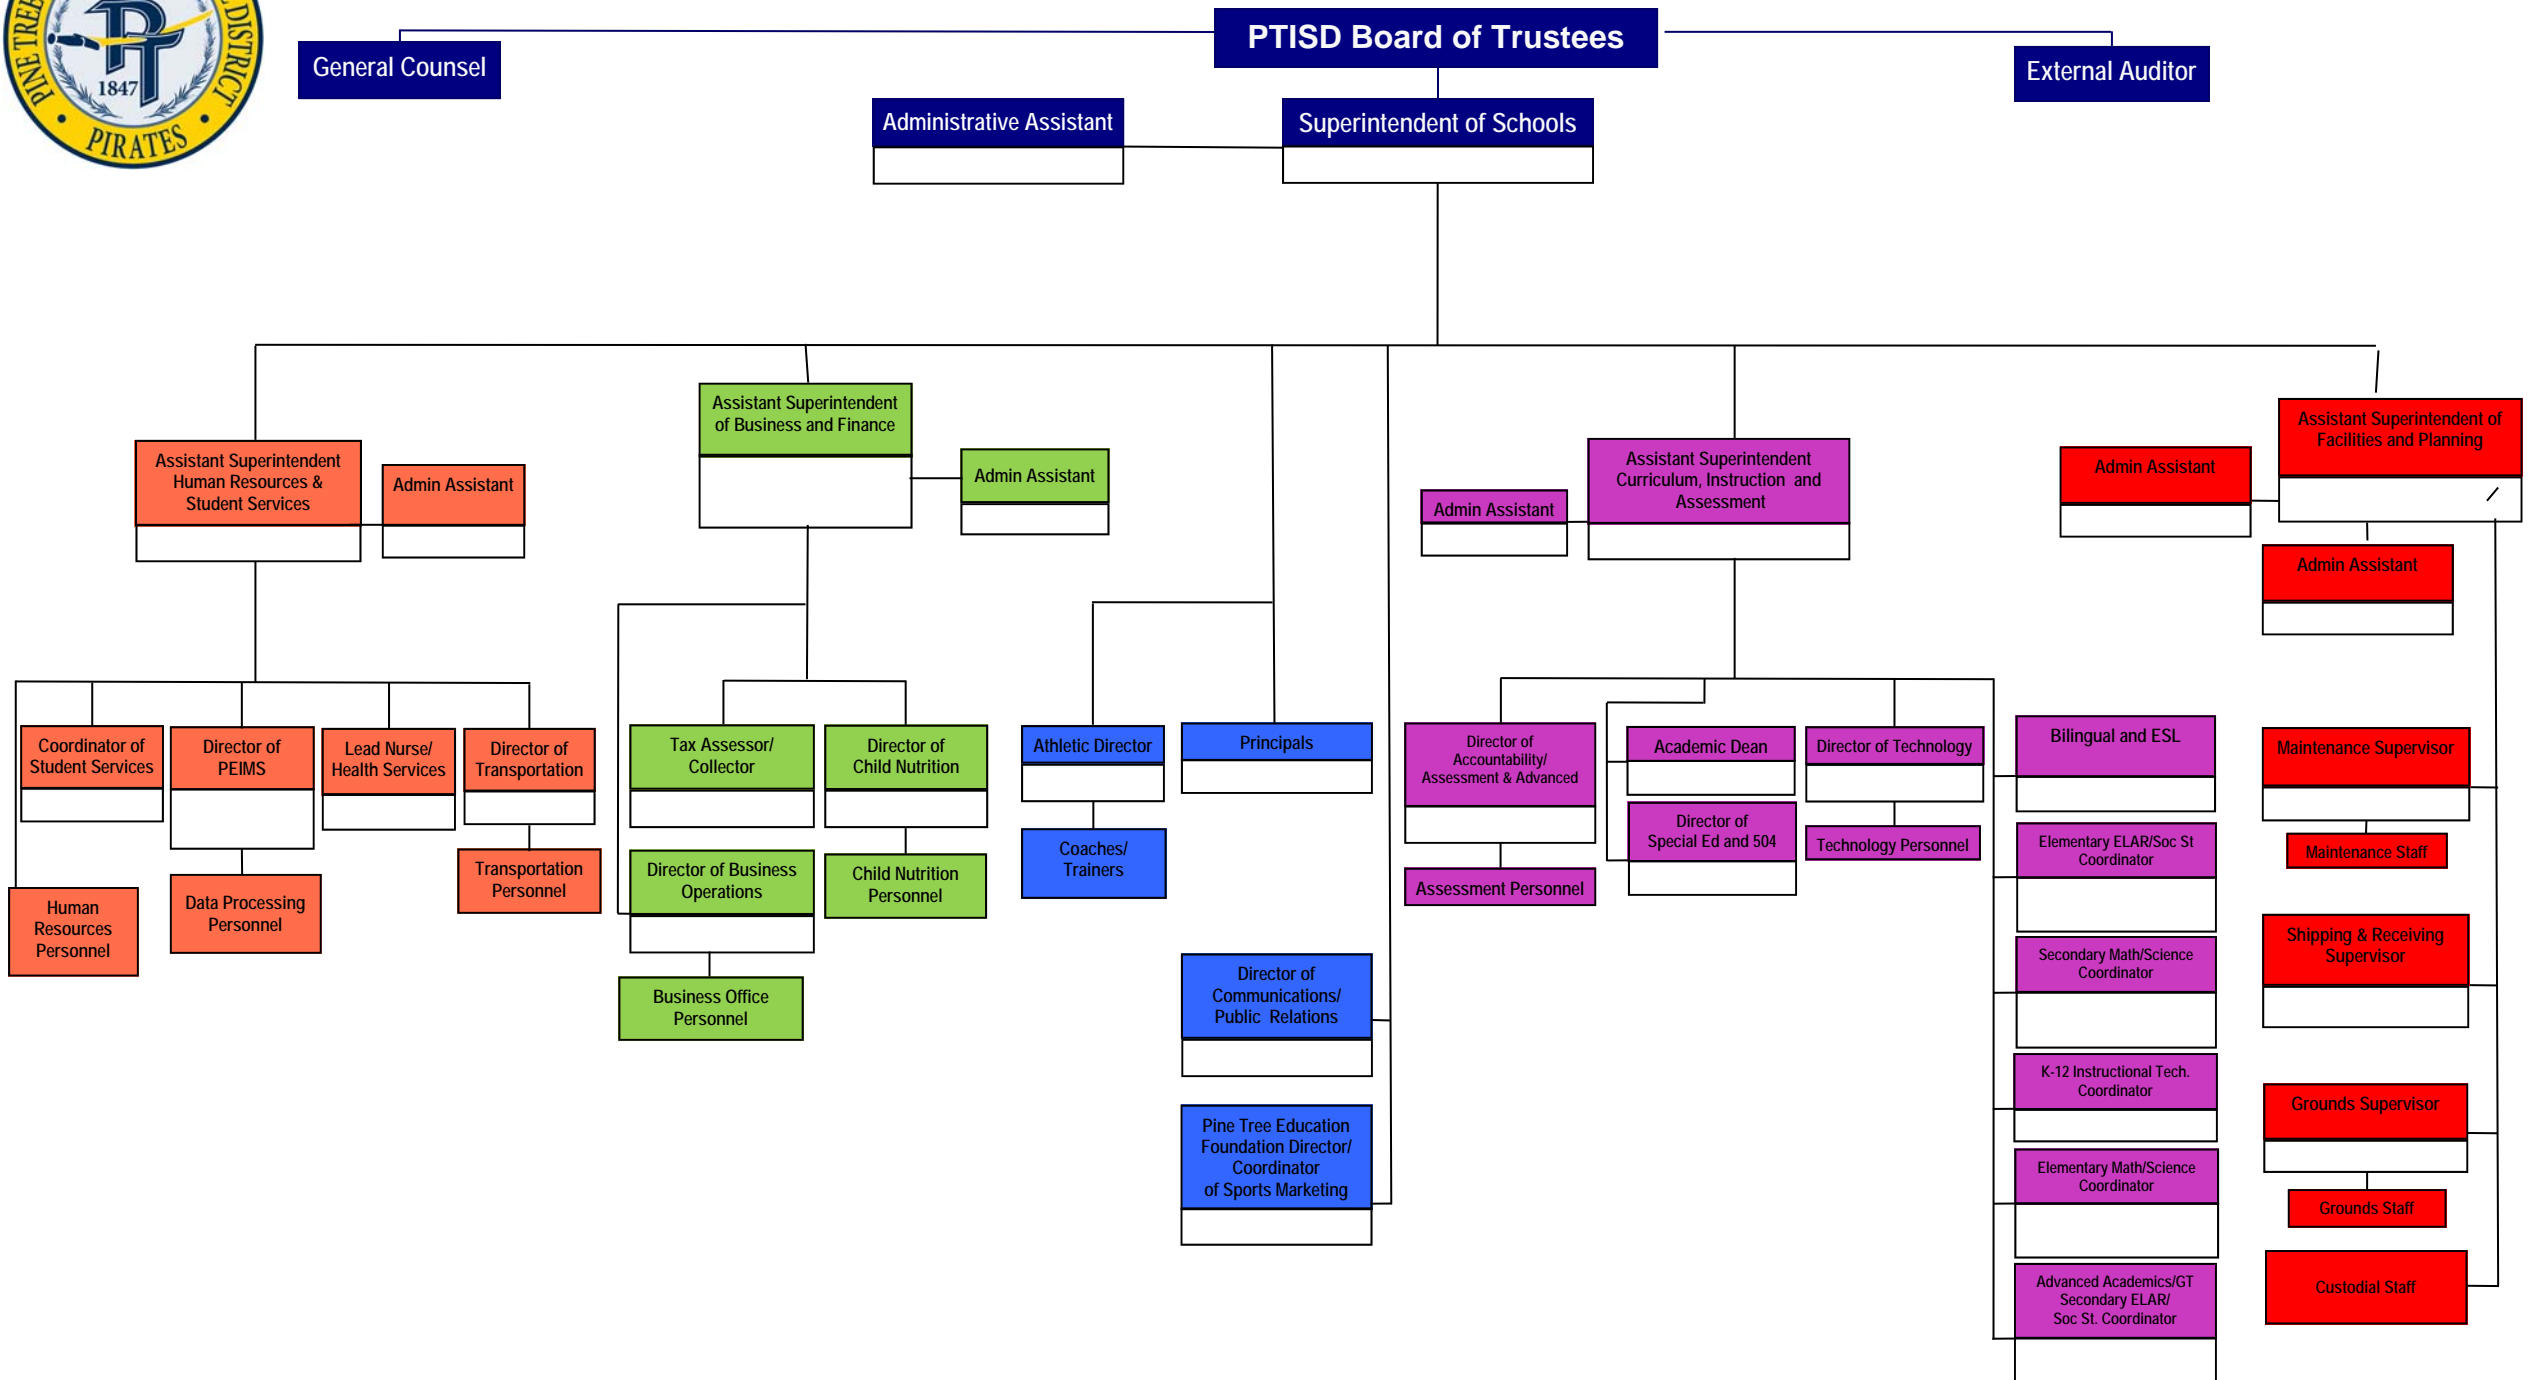 PINE TREE
DISTRICT
PT
1847
PIRATES
PTISD Board of Trustees
General Counsel
External Auditor
Administrative Assistant
Superintendent of Schools
Assistant Superintendent
Human Resources &
Student Services
Admin Assistant
Coordinator of
Student Services
Director of
PEIMS
Lead Nurse/
Health Services
Director of
Transportation
Human
Resources
Personnel
Data Processing
Personnel
Transportation
Personnel
Assistant Superintendent
of Business and Finance
Admin Assistant
Tax Assessor/
Collector
Director of
Child Nutrition
Director of Business
Operations
Child Nutrition
Personnel
Business Office
Personnel
Athletic Director
Coaches/
Trainers
Principals
Director of
Communications/
Public  Relations
Pine Tree Education
Foundation Director/
Coordinator
of Sports Marketing
Assistant Superintendent
Curriculum, Instruction  and
Assessment
Admin Assistant
Director of
Accountability/
Assessment & Advanced
Assessment Personnel
Academic Dean
Director of
Special Ed and 504
Director of Technology
Technology Personnel
Bilingual and ESL
Elementary ELAR/Soc St
Coordinator
Secondary Math/Science
Coordinator
K-12 Instructional Tech.
Coordinator
Elementary Math/Science
Coordinator
Advanced Academics/GT
Secondary ELAR/
Soc St. Coordinator
Assistant Superintendent of
Facilities and Planning
/
Admin Assistant
Admin Assistant
Maintenance Supervisor
Maintenance Staff
Shipping & Receiving
Supervisor
Grounds Supervisor
Grounds Staff
Custodial Staff